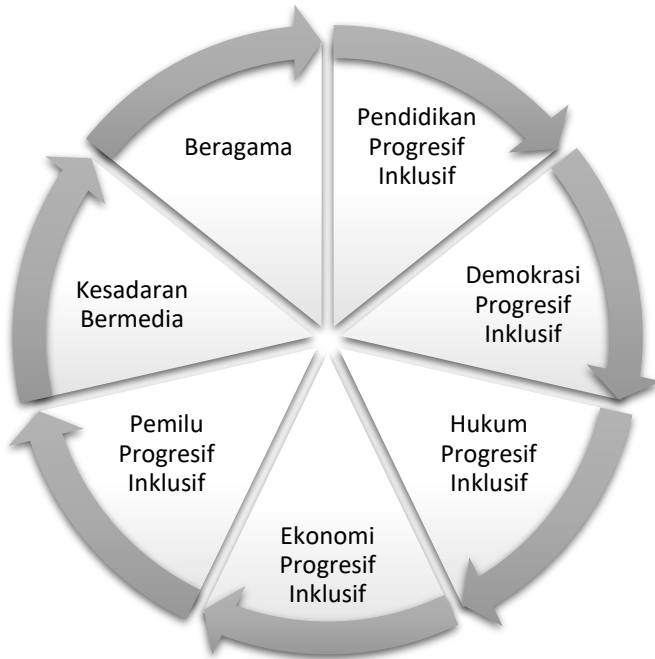 Pendidikan
Progresif
Inklusif
Demokrasi
Progresif
Inklusif
Hukum
Progresif
Inklusif
Ekonomi
Progresif
Inklusif
Pemilu
Progresif
Inklusif
Kesadaran
Bermedia
Beragama